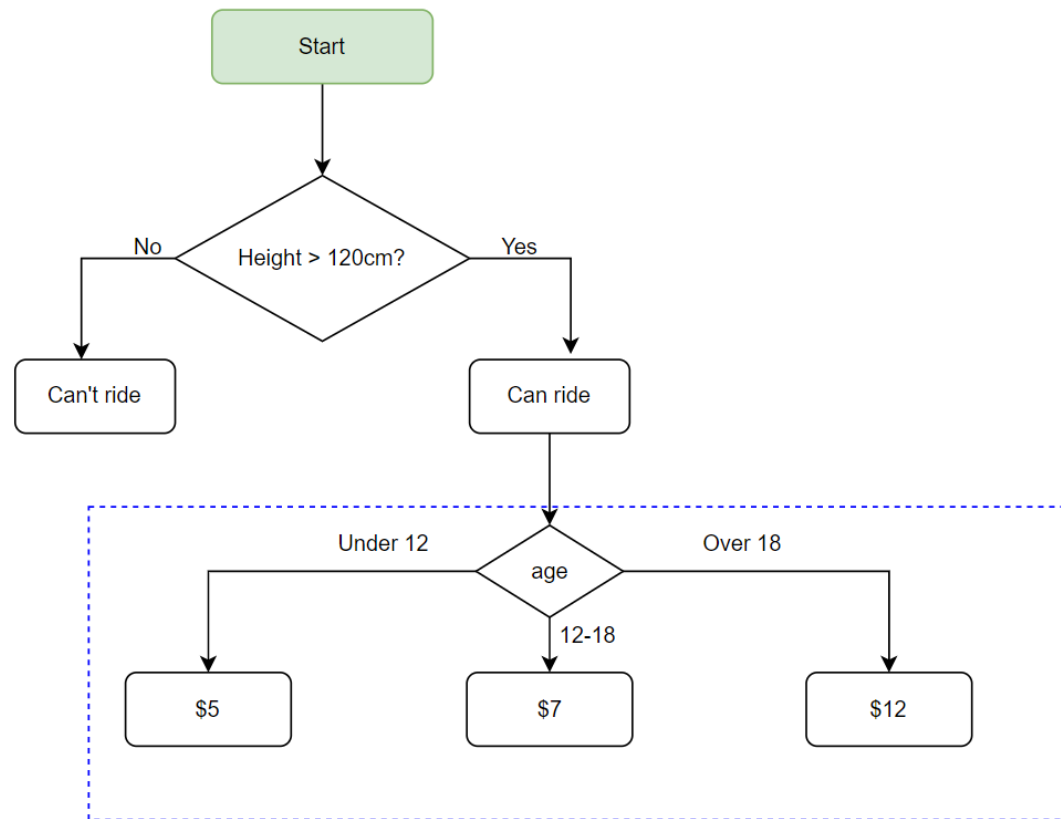 Start
Height > 120cm?
No
Yes
Can't ride
Can ride
age
Under 12
12-18
Over 18
$5
$7
$12